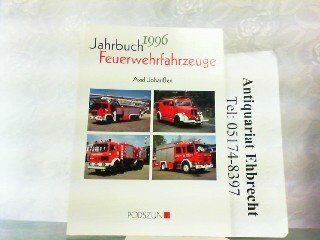 Jahrbuch 1996
Feuerwehrfahrzeuge
Axel Johanßen
PODSZUN
Antiquariat Ehbrecht
Tel: 05174-8397